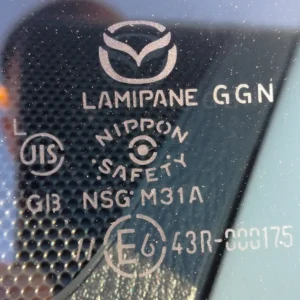 LAMIPANE GGN
L
JIS
NIPPON
SAFETY
GB NSG M31A
// E6 43R-000175